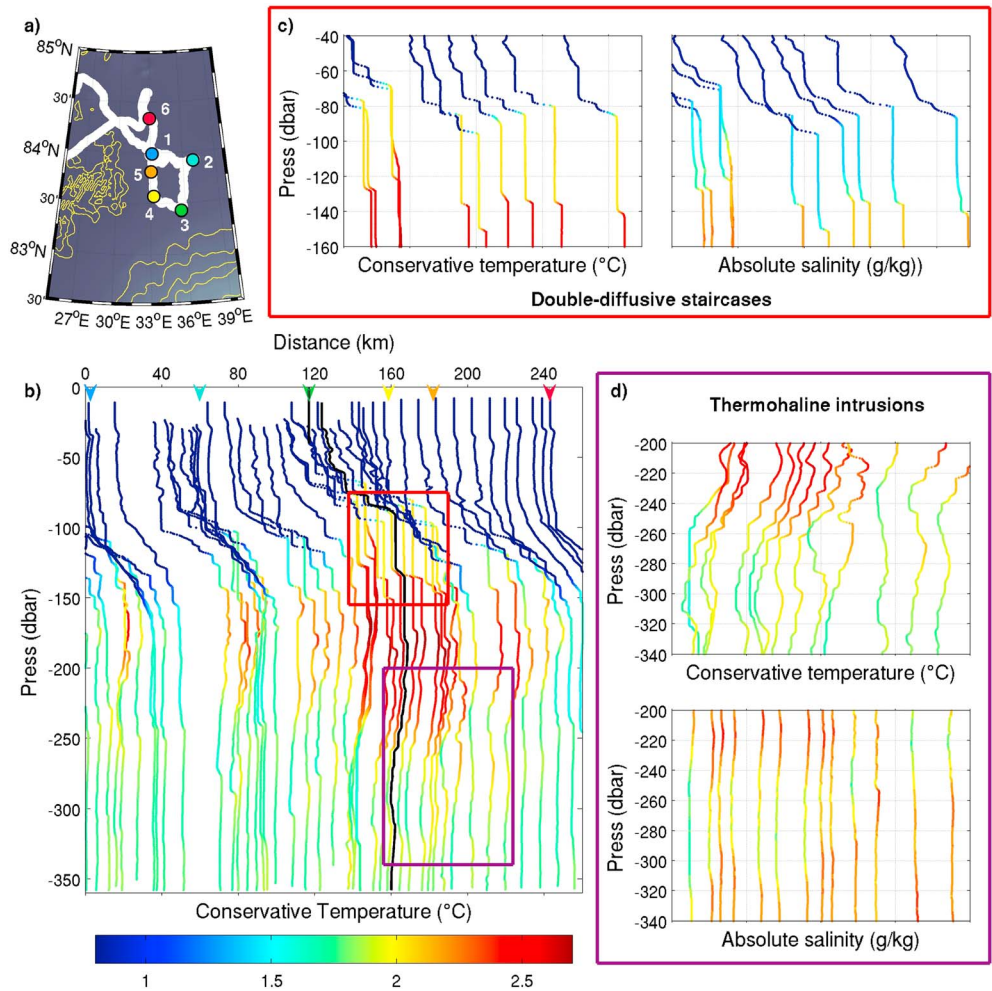 a)
85°N
30'
84°N
30'
83°N
30'
27°E 30°E 33°E 36°E 39°E
6
1
2
5
4
3
c)
Press (dbar)
-40
-60
-80
-100
-120
-140
-160
Conservative temperature (°C)
Absolute salinity (g/kg))
Double-diffusive staircases
Distance (km)
0 40 80 120 160 200 240
b)
Press (dbar)
0
-50
-100
-150
-200
-250
-300
-350
Conservative Temperature (°C)
1 1.5 2 2.5
d)
Thermohaline intrusions
Press (dbar)
-200
-220
-240
-260
-280
-300
-320
-340
Conservative temperature (°C)
Press (dbar)
-200
-220
-240
-260
-280
-300
-320
-340
Absolute salinity (g/kg)